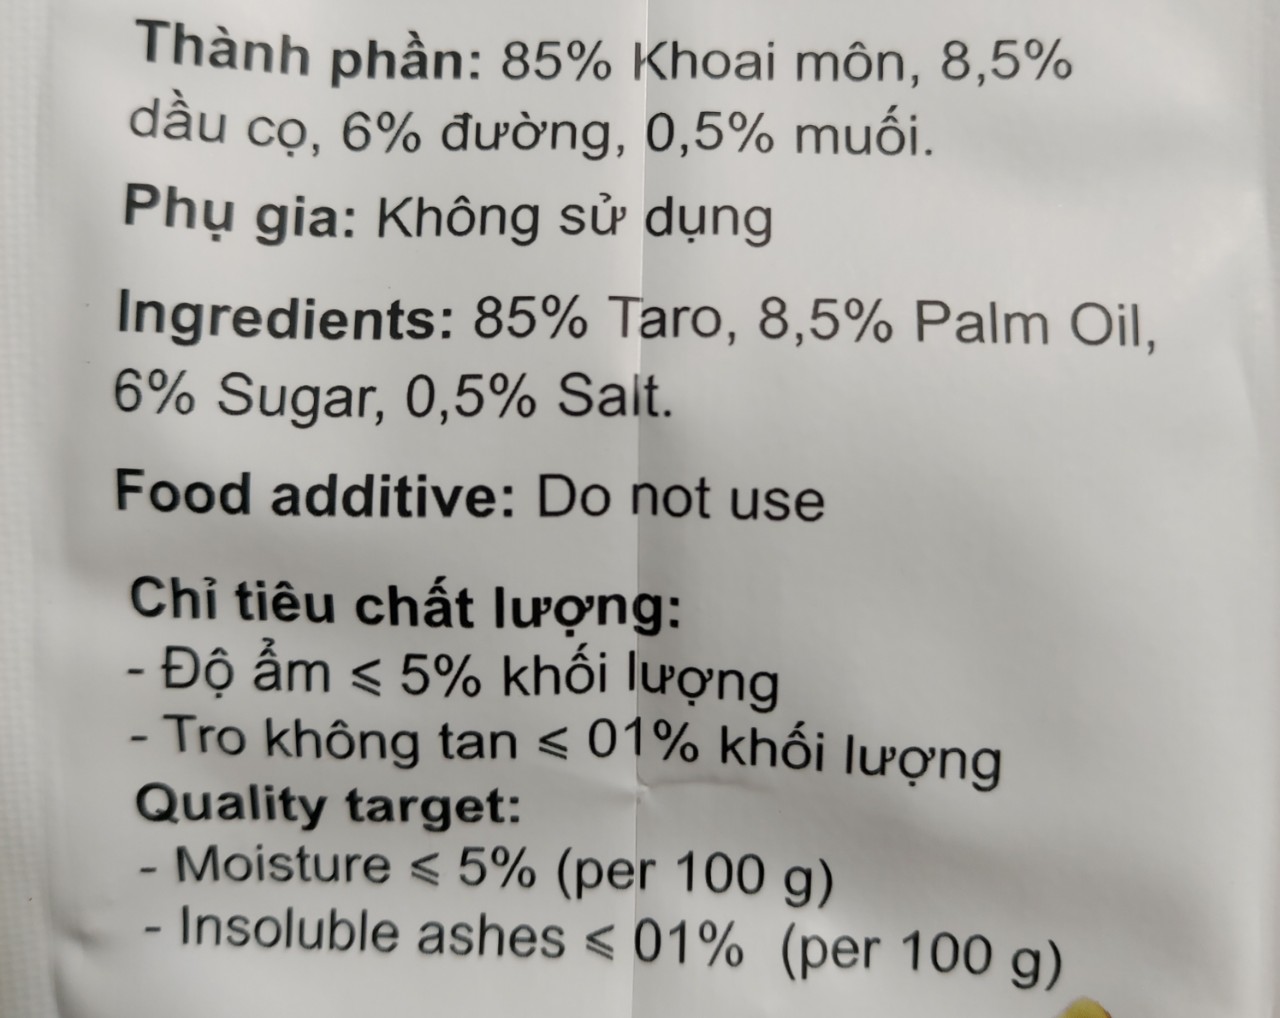 Thành phần: 85% Khoai môn, 8,5%
dầu cọ, 6% đường, 0,5% muối.
Phụ gia: Không sử dụng
Ingredients: 85% Taro, 8,5% Palm Oil,
6% Sugar, 0,5% Salt.
Food additive: Do not use
Chỉ tiêu chất lượng:
- Độ ẩm ⩽ 5% khối lượng
- Tro không tan ⩽ 01% khối lượng
Quality target:
- Moisture ⩽ 5% (per 100 g)
- Insoluble ashes ⩽ 01% (per 100 g)